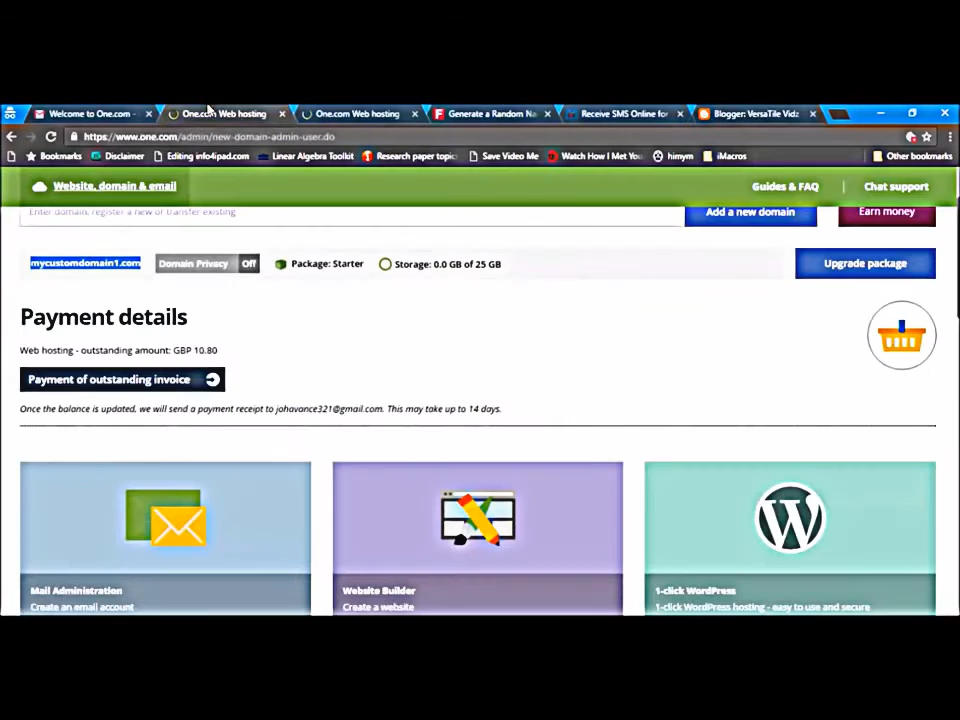 Welcome to One.com -
One.com Web hosting
One.com Web hosting
Generate a Random Na
Receive SMS Online for
Blogger: VersaTile Vidz
https://www.one.com/admin/new-domain-admin-user.do
Bookmarks
Disclaimer
Editing info4ipad.com
Linear Algebra Toolkit
Research paper topic
Save Video Me
Watch How I Met You
himym
iMacros
Other bookmarks
Website, domain & email
Guides & FAQ
Chat support
Enter domain, register a new or transfer existing
Add a new domain
Earn money
mycustomdomain1.com
Domain Privacy Off
Package: Starter
Storage: 0.0 GB of 25 GB
Upgrade package
Payment details
Web hosting - outstanding amount: GBP 10.80
Payment of outstanding invoice
Once the balance is updated, we will send a payment receipt to johavance321@gmail.com. This may take up to 14 days.
Mail Administration
Create an email account
Website Builder
Create a website
1-click WordPress
1-click WordPress hosting - easy to use and secure